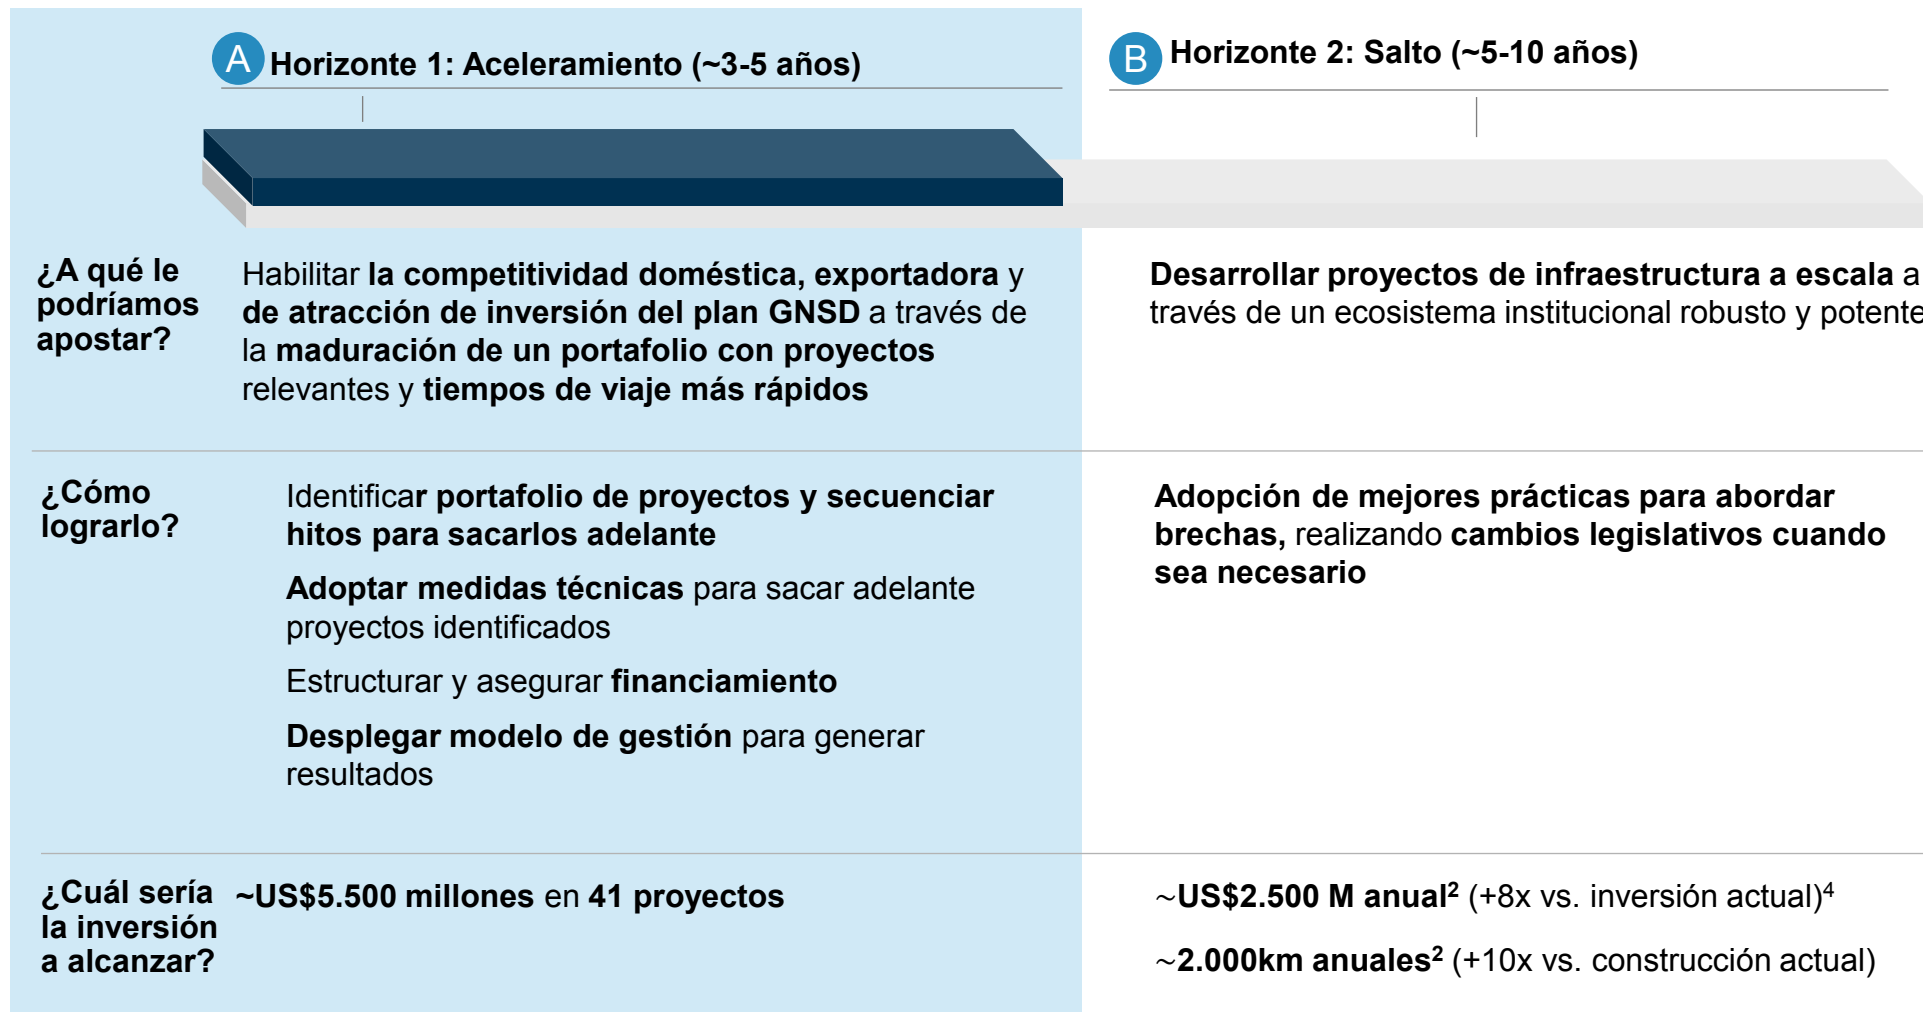 A Horizonte 1: Aceleramiento (~3-5 años)
B Horizonte 2: Salto (~5-10 años)
¿A qué le
podríamos
apostar?
Habilitar la competitividad doméstica, exportadora y
de atracción de inversión del plan GNSD a través de
la maduración de un portafolio con proyectos
relevantes y tiempos de viaje más rápidos
Desarrollar proyectos de infraestructura a escala a
través de un ecosistema institucional robusto y potente
¿Cómo
lograrlo?
Identificar portafolio de proyectos y secuenciar
hitos para sacarlos adelante
Adoptar medidas técnicas para sacar adelante
proyectos identificados
Estructurar y asegurar financiamiento
Desplegar modelo de gestión para generar
resultados
Adopción de mejores prácticas para abordar
brechas, realizando cambios legislativos cuando
sea necesario
¿Cuál sería
la inversión
a alcanzar?
~US$5.500 millones en 41 proyectos
~US$2.500 M anual² (+8x vs. inversión actual)⁴
~2.000km anuales² (+10x vs. construcción actual)